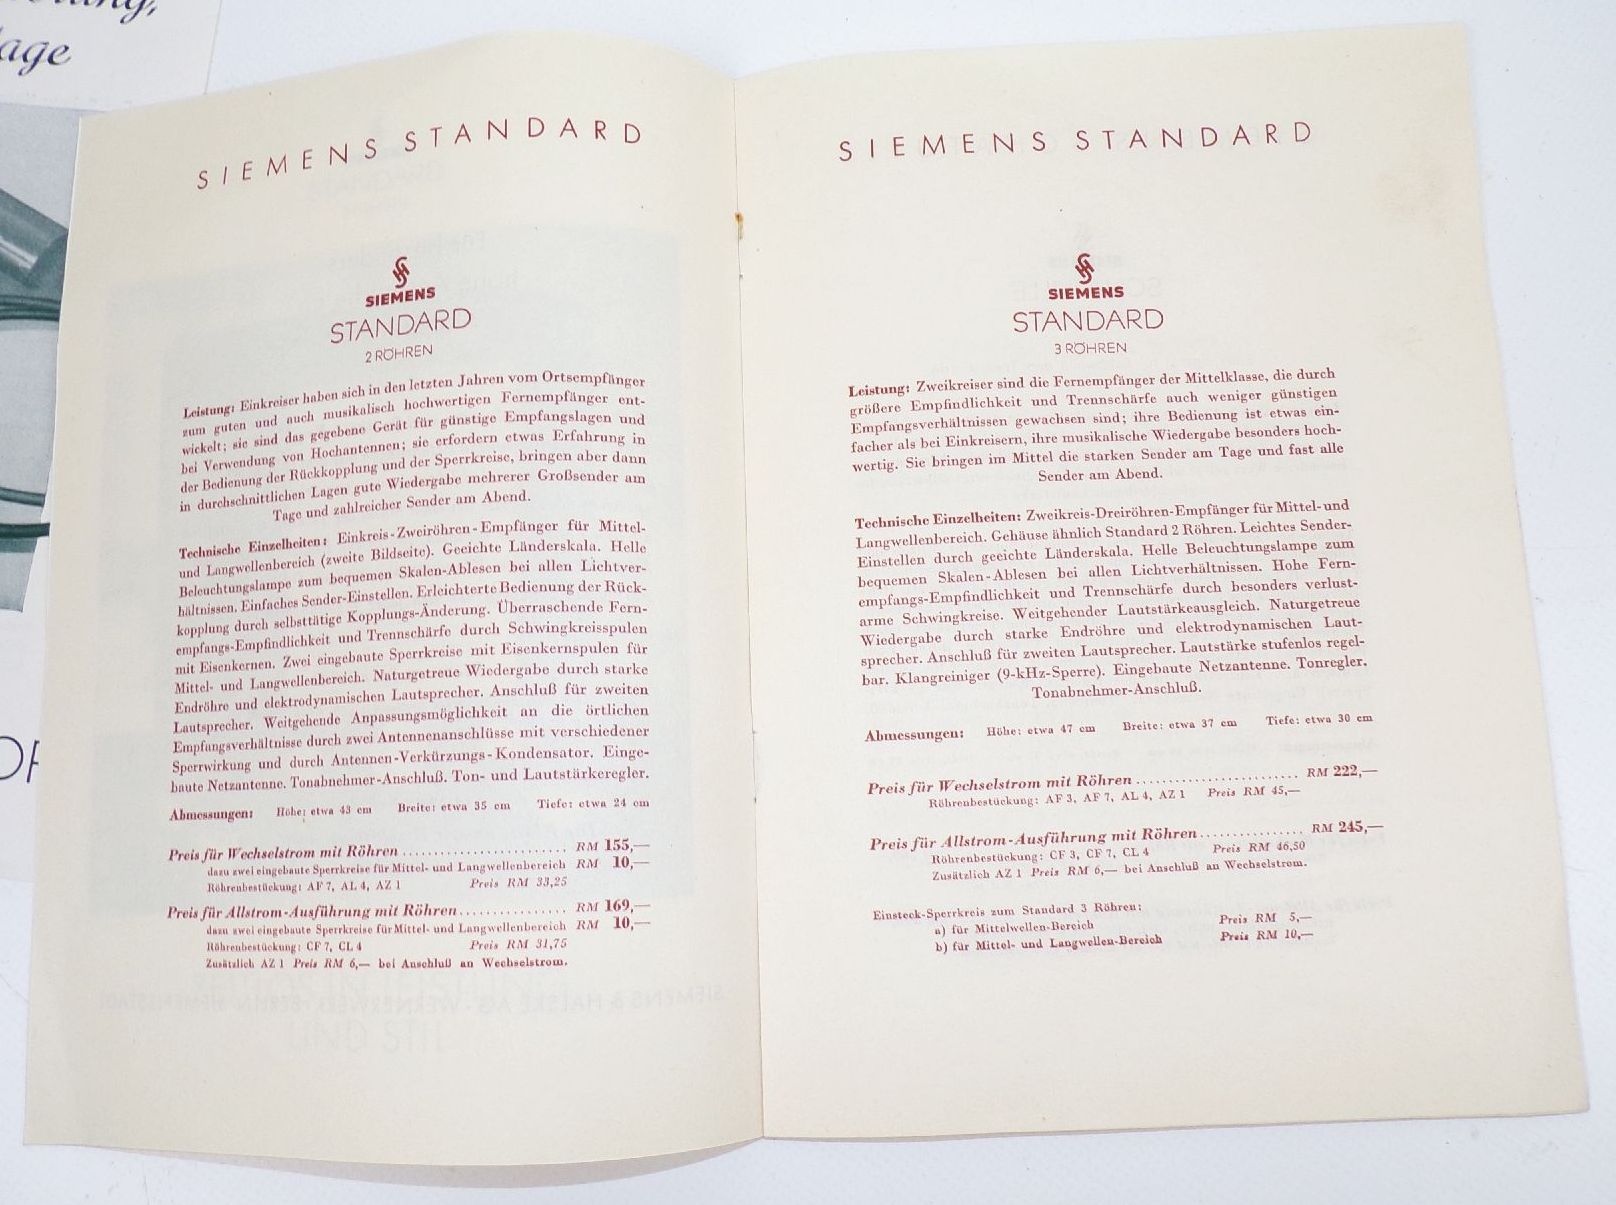 lage
SIEMENS STANDARD
SIEMENS
STANDARD
2 RÖHREN
Leistung: Einkreiser haben sich in den letzten Jahren vom Ortsempfänger
zum guten und auch musikalisch hochwertigen Fernempfänger ent-
wickelt; sie sind das gegebene Gerät für günstige Empfangslagen und
bei Verwendung von Hochantennen; sie erfordern etwas Erfahrung in
der Bedienung der Rückkopplung und der Sperrkreise, bringen aber dann
in durchschnittlichen Lagen gute Wiedergabe mehrerer Großsender am
Tage und zahlreicher Sender am Abend.
Technische Einzelheiten: Einkreis-Zweiröhren-Empfänger für Mittel-
und Langwellenbereich (zweite Bildseite). Geeichte Länderskala. Helle
Beleuchtungslampe zum bequemen Skalen-Ablesen bei allen Lichtver-
hältnissen. Einfaches Sender-Einstellen. Erleichterte Bedienung der Rück-
kopplung durch selbsttätige Kopplungs-Änderung. Überraschende Fern-
empfangs-Empfindlichkeit und Trennschärfe durch Schwingkreisspulen
mit Eisenkernen. Zwei eingebaute Sperrkreise mit Eisenkernspulen für
Mittel- und Langwellenbereich. Naturgetreue Wiedergabe durch starke
Endröhre und elektrodynamischen Lautsprecher. Anschluß für zweiten
Lautsprecher. Weitgehende Anpassungsmöglichkeit an die örtlichen
Empfangsverhältnisse durch zwei Antennenanschlüsse mit verschiedener
Sperrwirkung und durch Antennen-Verkürzungs-Kondensator. Einge-
baute Netzantenne. Tonabnehmer-Anschluß. Ton- und Lautstärkeregler.
Abmessungen: Höhe: etwa 43 cm Breite: etwa 35 cm Tiefe: etwa 24 cm
Preis für Wechselstrom mit Röhren ........................ RM 155,—
dazu zwei eingebaute Sperrkreise für Mittel- und Langwellenbereich RM 10,—
Röhrenbestückung: AF 7, AL 4, AZ 1 Preis RM 33,25
Preis für Allstrom-Ausführung mit Röhren................ RM 169,—
dazu zwei eingebaute Sperrkreise für Mittel- und Langwellenbereich RM 10,—
Röhrenbestückung: CF 7, CL 4 Preis RM 31,75
Zusätzlich AZ 1 Preis RM 6,— bei Anschluß an Wechselstrom.
SIEMENS STANDARD
SIEMENS
STANDARD
3 RÖHREN
Leistung: Zweikreiser sind die Fernempfänger der Mittelklasse, die durch
größere Empfindlichkeit und Trennschärfe auch weniger günstigen
Empfangsverhältnissen gewachsen sind; ihre Bedienung ist etwas ein-
facher als bei Einkreisern, ihre musikalische Wiedergabe besonders hoch-
wertig. Sie bringen im Mittel die starken Sender am Tage und fast alle
Sender am Abend.
Technische Einzelheiten: Zweikreis-Dreiröhren-Empfänger für Mittel- und
Langwellenbereich. Gehäuse ähnlich Standard 2 Röhren. Leichtes Sender-
Einstellen durch geeichte Länderskala. Helle Beleuchtungslampe zum
bequemen Skalen-Ablesen bei allen Lichtverhältnissen. Hohe Fern-
empfangs-Empfindlichkeit und Trennschärfe durch besonders verlust-
arme Schwingkreise. Weitgehender Lautstärkeausgleich. Naturgetreue
Wiedergabe durch starke Endröhre und elektrodynamischen Laut-
sprecher. Anschluß für zweiten Lautsprecher. Lautstärke stufenlos regel-
bar. Klangreiniger (9-kHz-Sperre). Eingebaute Netzantenne. Tonregler.
Tonabnehmer-Anschluß.
Abmessungen: Höhe: etwa 47 cm Breite: etwa 37 cm Tiefe: etwa 30 cm
Preis für Wechselstrom mit Röhren ........................ RM 222,—
Röhrenbestückung: AF 3, AF 7, AL 4, AZ 1 Preis RM 45,—
Preis für Allstrom-Ausführung mit Röhren................ RM 245,—
Röhrenbestückung: CF 3, CF 7, CL 4 Preis RM 46,50
Zusätzlich AZ 1 Preis RM 6,— bei Anschluß an Wechselstrom.
Einsteck-Sperrkreis zum Standard 3 Röhren:
a) für Mittelwellen-Bereich Preis RM 5,—
b) für Mittel- und Langwellen-Bereich Preis RM 10,—